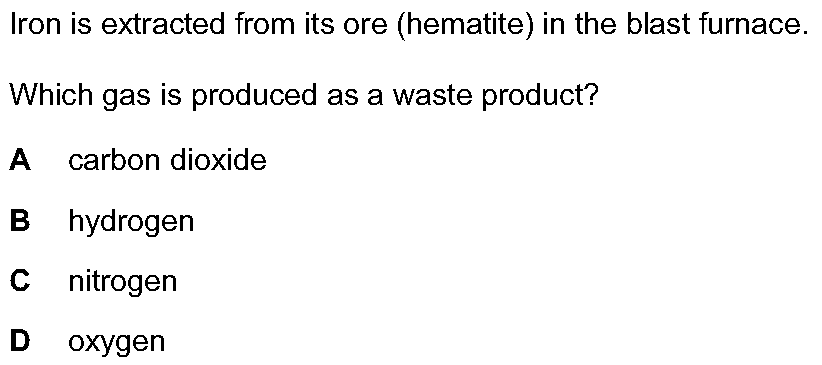 Iron is extracted from its ore (hematite) in the blast furnace.
Which gas is produced as a waste product?
A carbon dioxide
B hydrogen
C nitrogen
D oxygen